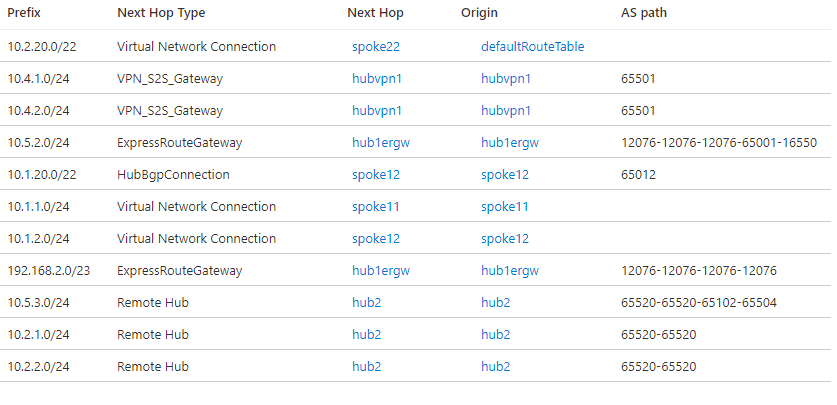 Prefix Next Hop Type Next Hop Origin AS path
10.2.20.0/22 Virtual Network Connection spoke22 defaultRouteTable
10.4.1.0/24 VPN_S2S_Gateway hubvpn1 hubvpn1 65501
10.4.2.0/24 VPN_S2S_Gateway hubvpn1 hubvpn1 65501
10.5.2.0/24 ExpressRouteGateway hub1ergw hub1ergw 12076-12076-12076-65001-16550
10.1.20.0/22 HubBgpConnection spoke12 spoke12 65012
10.1.1.0/24 Virtual Network Connection spoke11 spoke11
10.1.2.0/24 Virtual Network Connection spoke12 spoke12
192.168.2.0/23 ExpressRouteGateway hub1ergw hub1ergw 12076-12076-12076-12076
10.5.3.0/24 Remote Hub hub2 hub2 65520-65520-65102-65504
10.2.1.0/24 Remote Hub hub2 hub2 65520-65520
10.2.2.0/24 Remote Hub hub2 hub2 65520-65520